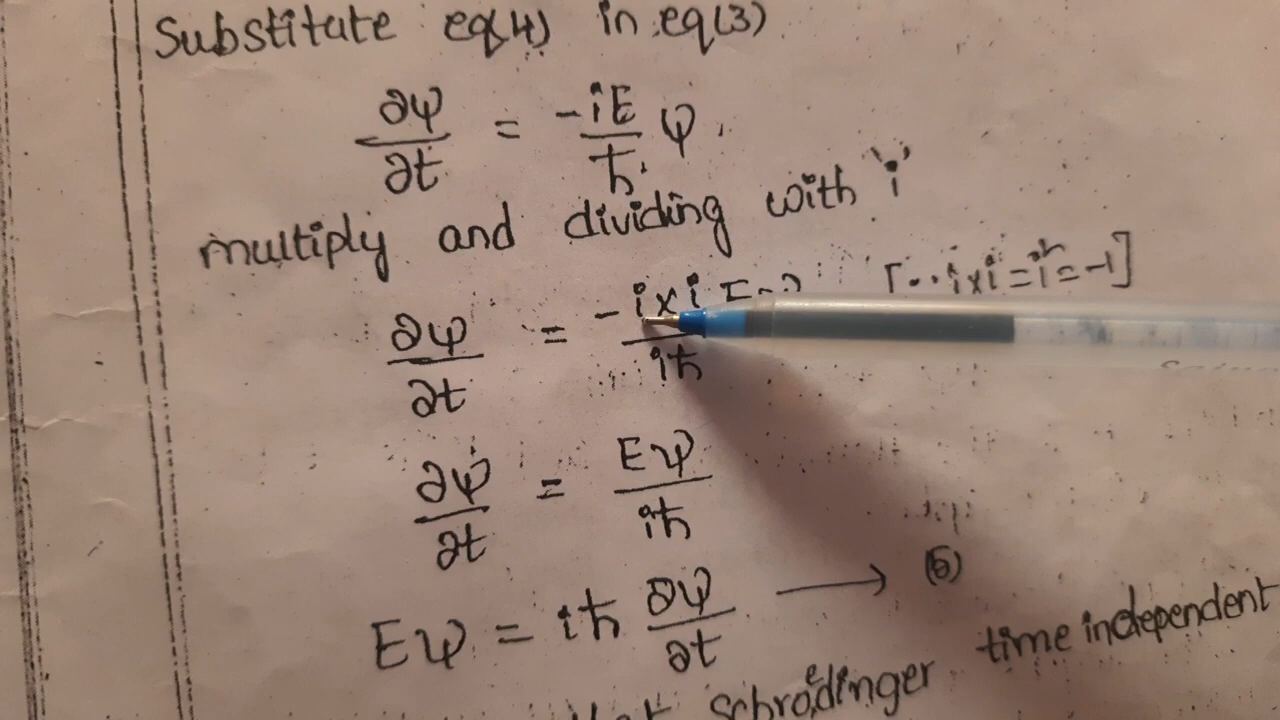 Substitute eq(4) in eq(3)
∂ψ/∂t = -iE/ħ ψ
multiply and dividing with 'i'
∂ψ/∂t = -i×i E /iħ [∵ i×i = i² = -1]
∂ψ/∂t = Eψ/iħ
Eψ = iħ ∂ψ/∂t ⟶ (5)
Schrodinger time independent